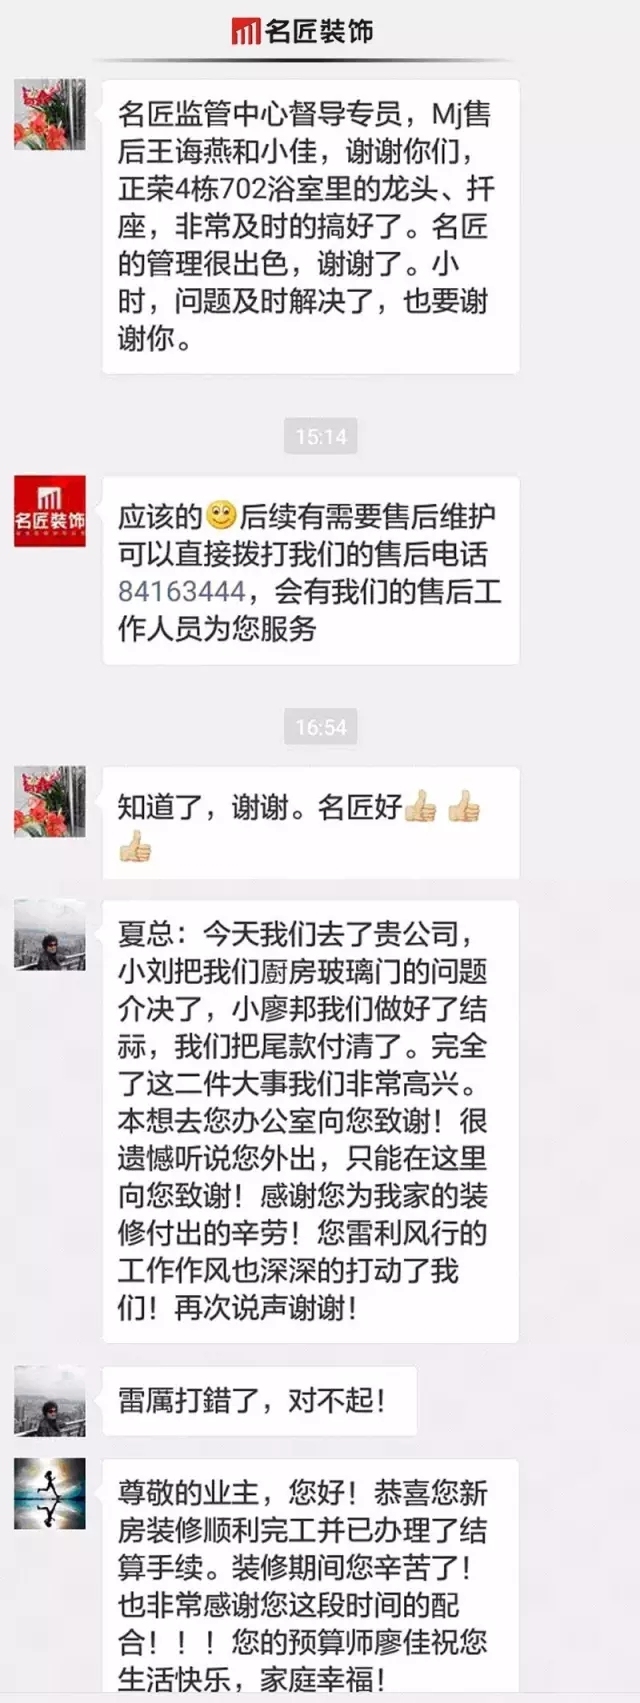 名匠装饰
名匠监管中心督导专员，Mj售
后王诲燕和小佳，谢谢你们，
正荣4栋702浴室里的龙头、扦
座，非常及时的搞好了。名匠
的管理很出色，谢谢了。小
时，问题及时解决了，也要谢
谢你。
15:14
名匠装饰
应该的后续有需要售后维护
可以直接拨打我们的售后电话
84163444，会有我们的售后工
作人员为您服务
16:54
知道了，谢谢。名匠好
夏总：今天我们去了贵公司，
小刘把我们厨房玻璃门的问题
介决了，小廖邦我们做好了结
祘，我们把尾款付清了。完全
了这二件大事我们非常高兴。
本想去您办公室向您致谢！很
遗憾听说您外出，只能在这里
向您致谢！感谢您为我家的装
修付出的辛劳！您雷利风行的
工作作风也深深的打动了我
们！再次说声谢谢！
雷厲打錯了，对不起！
尊敬的业主，您好！恭喜您新
房装修顺利完工并已办理了结
算手续。装修期间您辛苦了！
也非常感谢您这段时间的配
合！！！您的预算师廖佳祝您
生活快乐，家庭幸福！